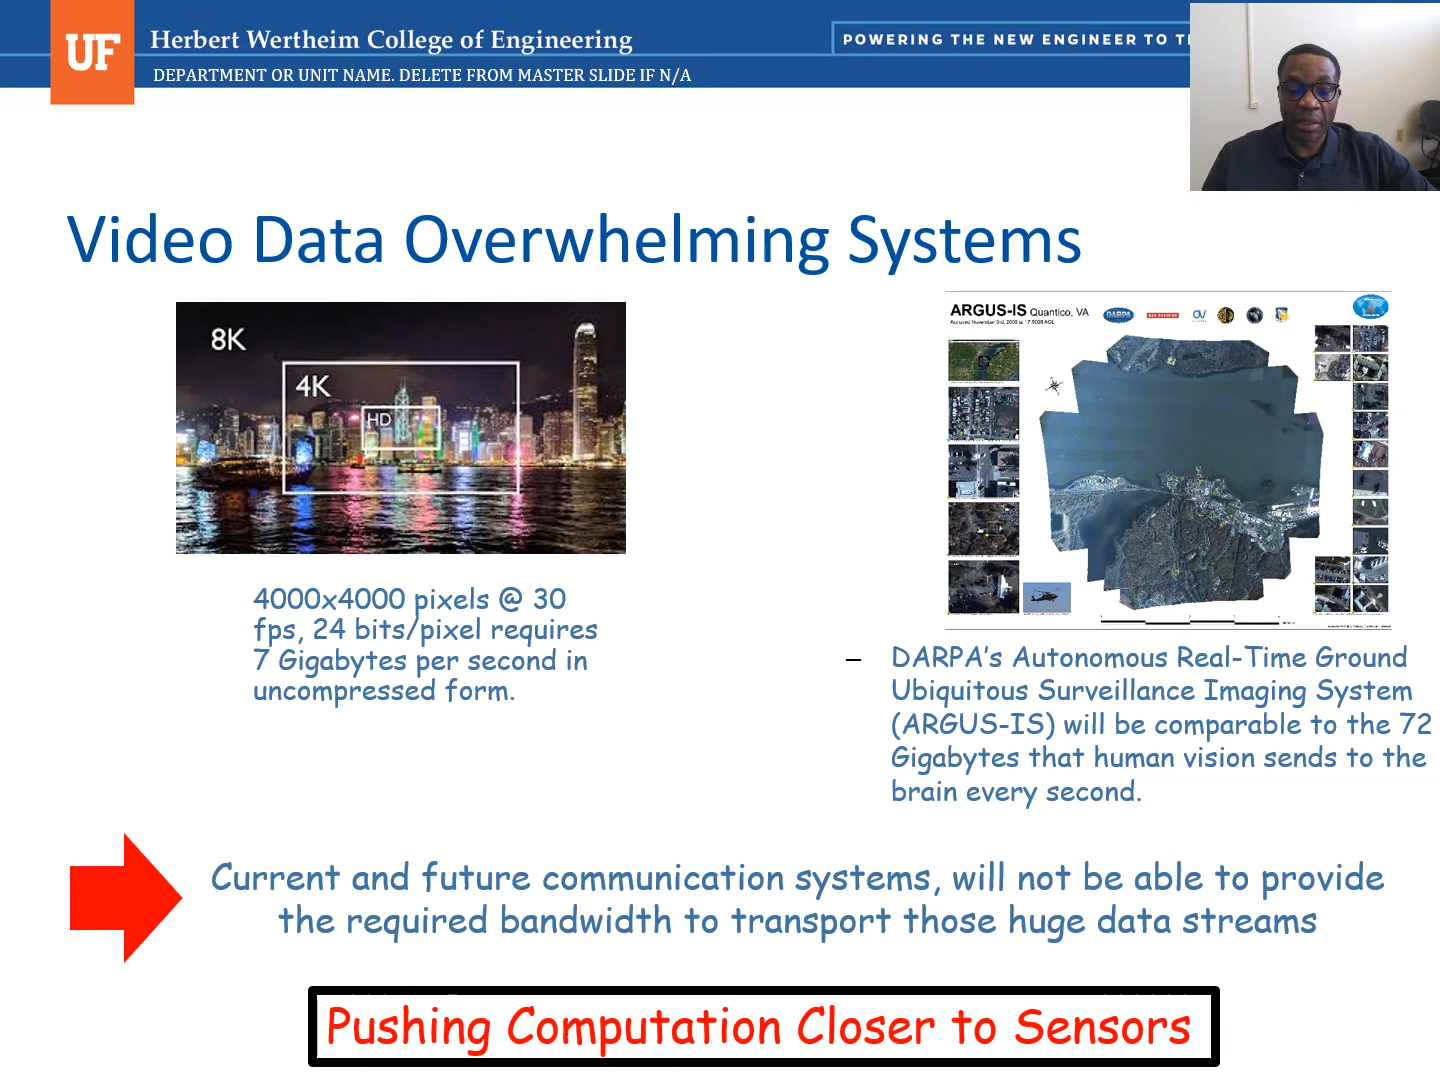 UF
Herbert Wertheim College of Engineering
DEPARTMENT OR UNIT NAME. DELETE FROM MASTER SLIDE IF N/A
POWERING THE NEW ENGINEER TO
Video Data Overwhelming Systems
8K
4K
HD
4000x4000 pixels @ 30
fps, 24 bits/pixel requires
7 Gigabytes per second in
uncompressed form.
ARGUS-IS Quantico, VA
DARPA
– DARPA's Autonomous Real-Time Ground
Ubiquitous Surveillance Imaging System
(ARGUS-IS) will be comparable to the 72
Gigabytes that human vision sends to the
brain every second.
Current and future communication systems, will not be able to provide
the required bandwidth to transport those huge data streams
Pushing Computation Closer to Sensors